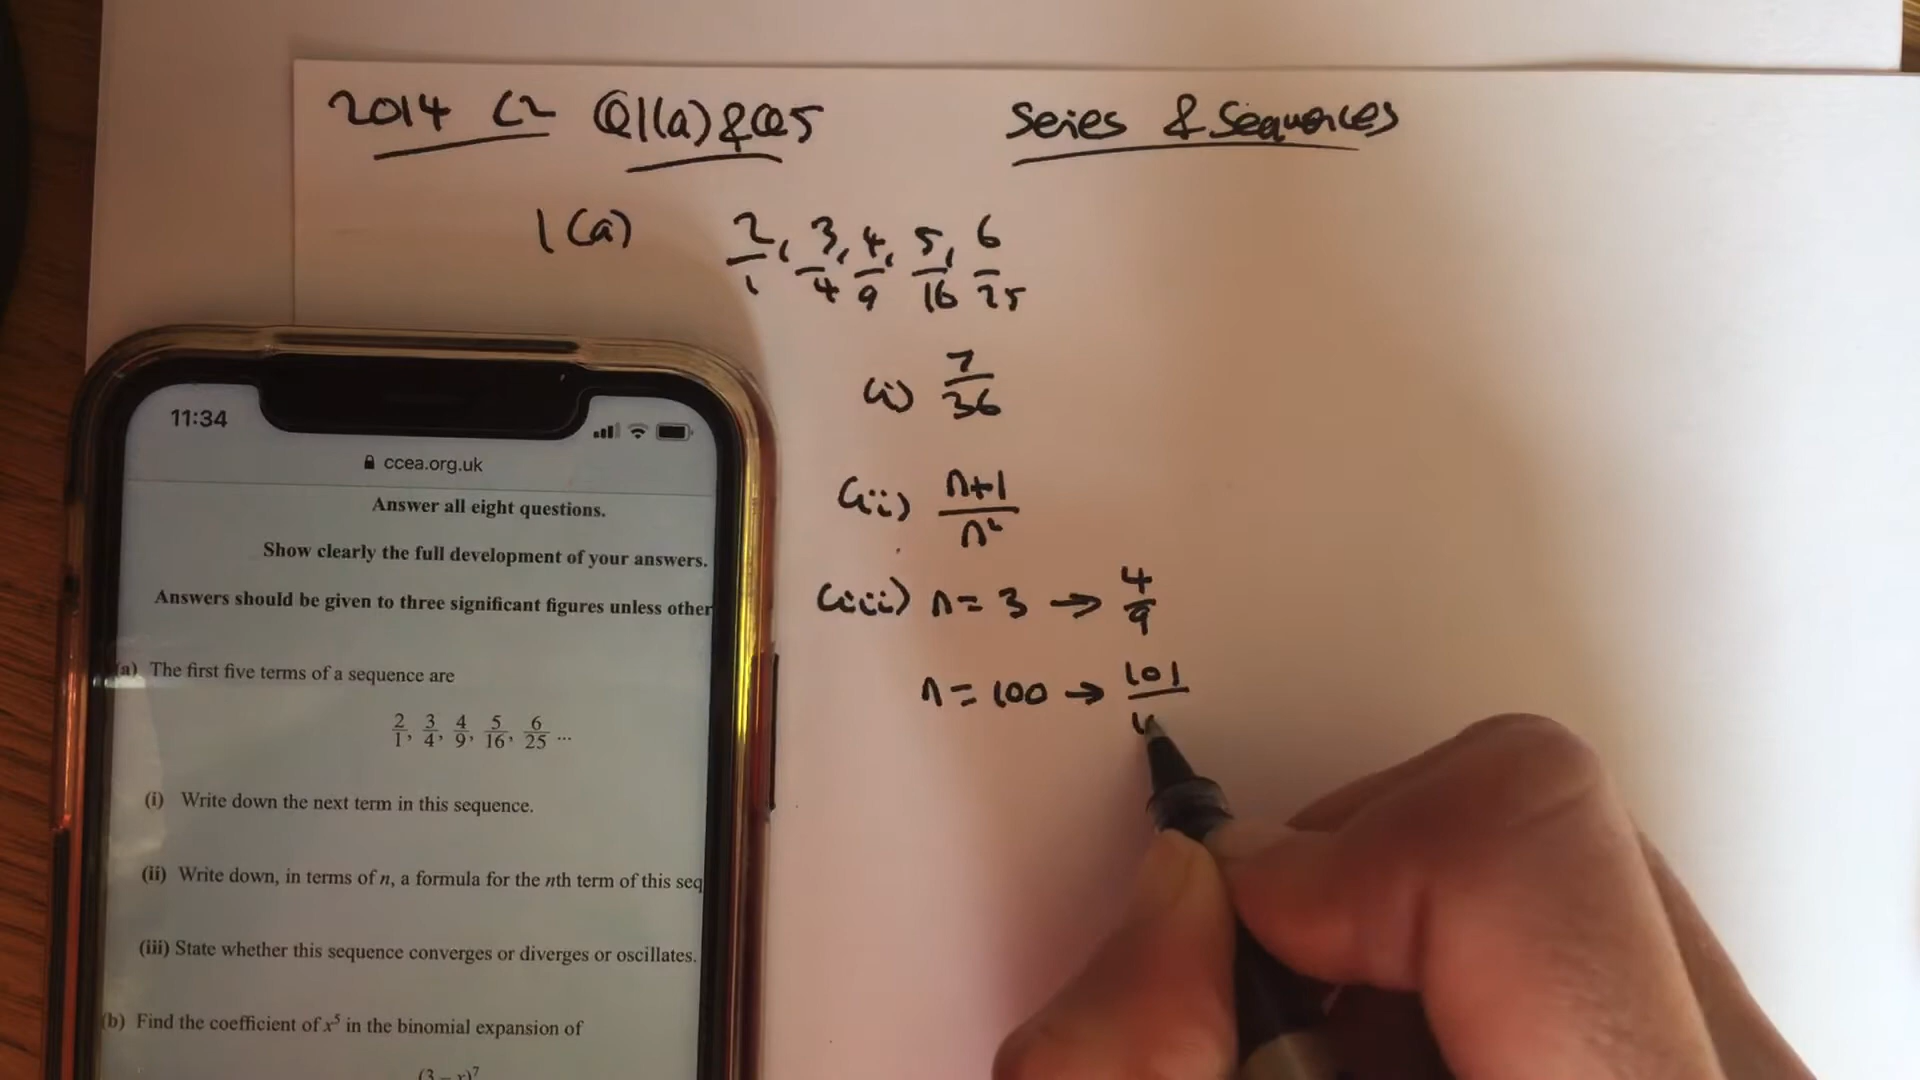 2014 C2 Q1(a) & Q5
Series & Sequences
1(a) 2/1, 3/4, 4/9, 5/16, 6/25
(i) 7/36
(ii) n+1/n²
(iii) n = 3 → 4/9
n = 100 → 101/
11:34
ccea.org.uk
Answer all eight questions.
Show clearly the full development of your answers.
Answers should be given to three significant figures unless other
(a) The first five terms of a sequence are
2/1, 3/4, 4/9, 5/16, 6/25 ...
(i) Write down the next term in this sequence.
(ii) Write down, in terms of n, a formula for the nth term of this seq
(iii) State whether this sequence converges or diverges or oscillates.
(b) Find the coefficient of x⁵ in the binomial expansion of
(3 – x)⁷